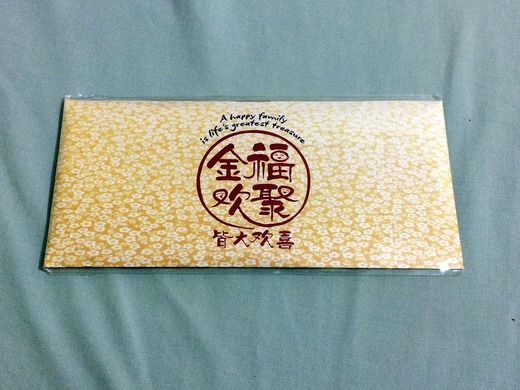 A happy family
is life's greatest treasure
金福
欢聚
皆大欢喜